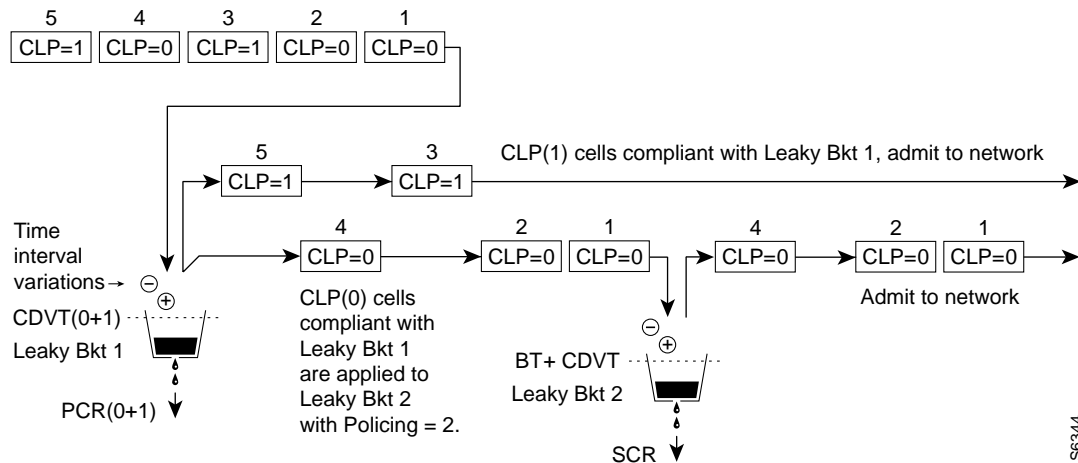 5 4 3 2 1
CLP=1 CLP=0 CLP=1 CLP=0 CLP=0
5 3
CLP=1 CLP=1
CLP(1) cells compliant with Leaky Bkt 1, admit to network
4 2 1 4 2 1
CLP=0 CLP=0 CLP=0 CLP=0 CLP=0 CLP=0
Time
interval
variations
− +
CDVT(0+1)
Leaky Bkt 1
PCR(0+1)
CLP(0) cells
compliant with
Leaky Bkt 1
are applied to
Leaky Bkt 2
with Policing = 2.
− +
BT+ CDVT
Leaky Bkt 2
SCR
Admit to network
S6344